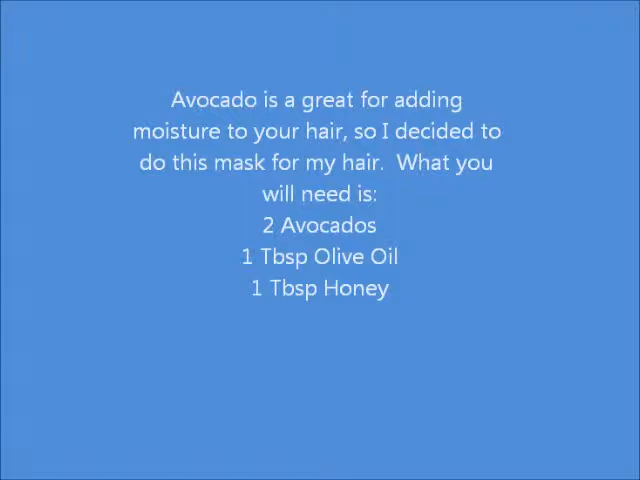 Avocado is a great for adding
moisture to your hair, so I decided to
do this mask for my hair.  What you
will need is:
2 Avocados
1 Tbsp Olive Oil
1 Tbsp Honey